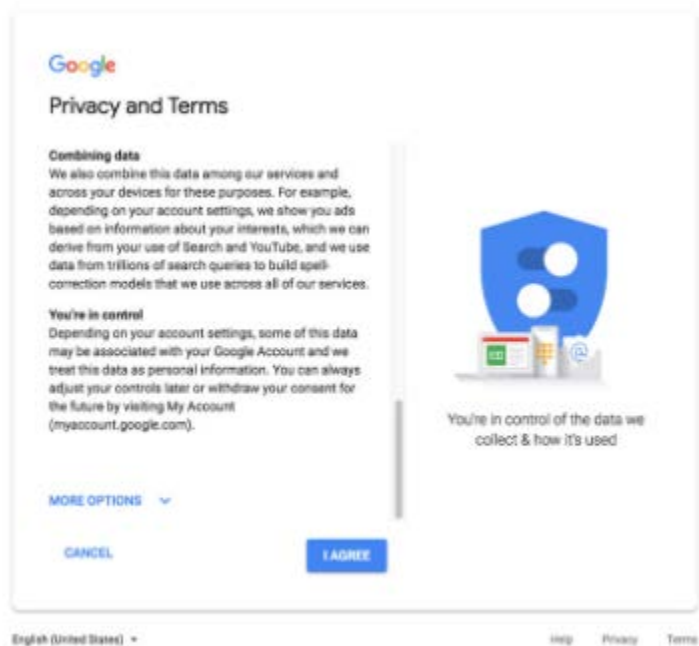 Google
Privacy and Terms
Combining data
We also combine this data among our services and
across your devices for these purposes. For example,
depending on your account settings, we show you ads
based on information about your interests, which we can
derive from your use of Search and YouTube, and we use
data from trillions of search queries to build spell-
correction models that we use across all of our services.
You're in control
Depending on your account settings, some of this data
may be associated with your Google Account and we
treat this data as personal information. You can always
adjust your controls later or withdraw your consent for
the future by visiting My Account
(myaccount.google.com).
MORE OPTIONS
CANCEL
I AGREE
@
You're in control of the data we
collect & how it's used
English (United States)
Help Privacy Terms